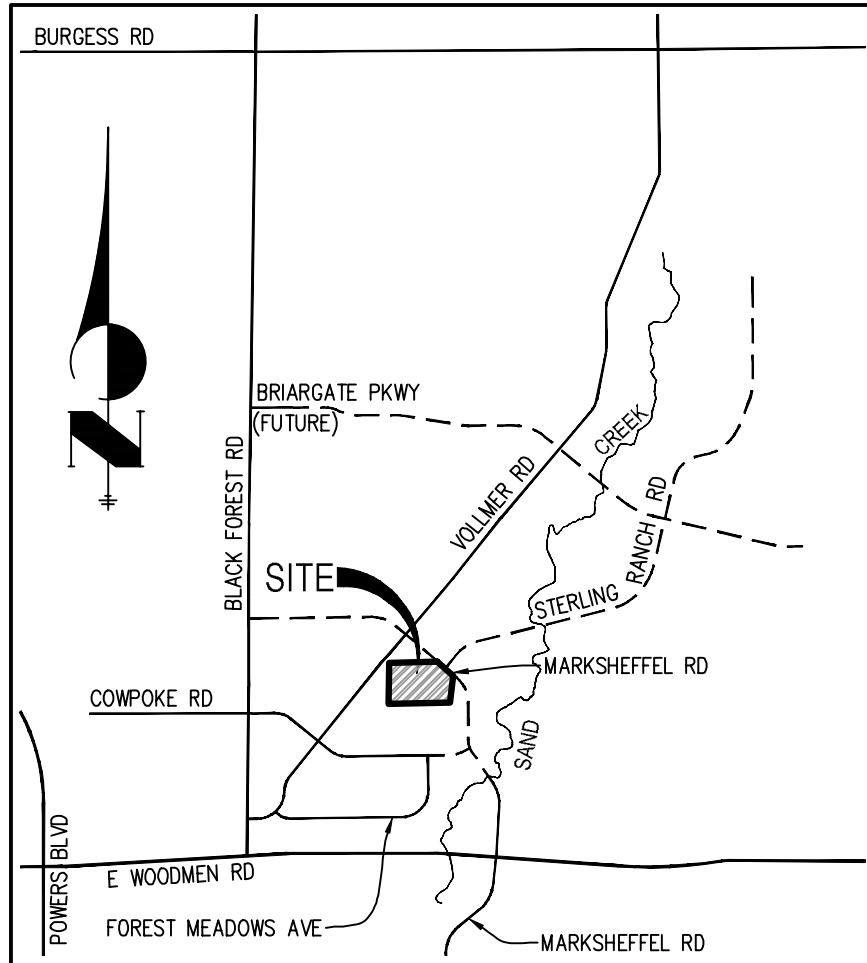 BURGESS RD
N
BRIARGATE PKWY
(FUTURE)
BLACK FOREST RD
VOLLMER RD
CREEK
STERLING RANCH RD
SITE
MARKSHEFFEL RD
COWPOKE RD
SAND
POWERS BLVD
E WOODMEN RD
FOREST MEADOWS AVE
MARKSHEFFEL RD